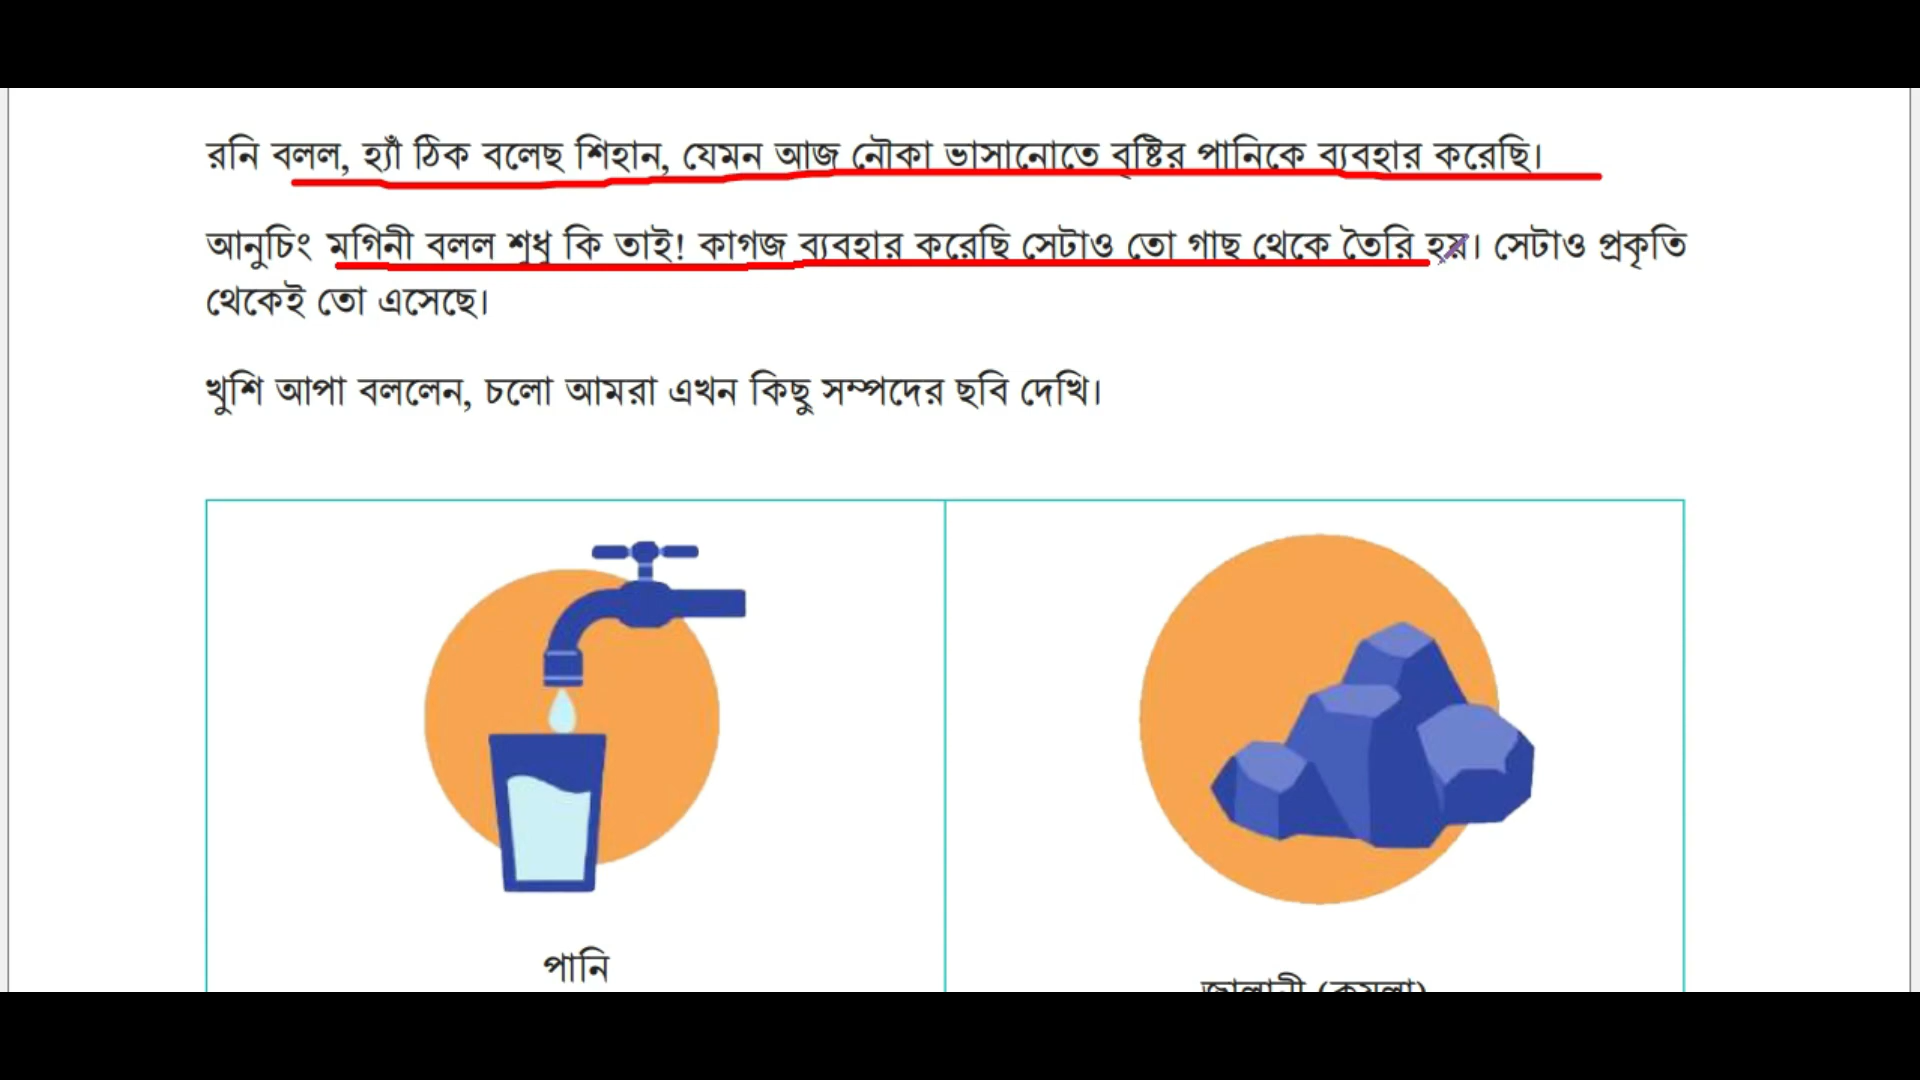 রনি বলল, হ্যাঁ ঠিক বলেছ শিহান, যেমন আজ নৌকা ভাসানোতে বৃষ্টির পানিকে ব্যবহার করেছি।
আনুচিং মগিনী বলল শুধু কি তাই! কাগজ ব্যবহার করেছি সেটাও তো গাছ থেকে তৈরি হয়। সেটাও প্রকৃতি
থেকেই তো এসেছে।
খুশি আপা বললেন, চলো আমরা এখন কিছু সম্পদের ছবি দেখি।
পানি
জ্বালানী (কয়লা)